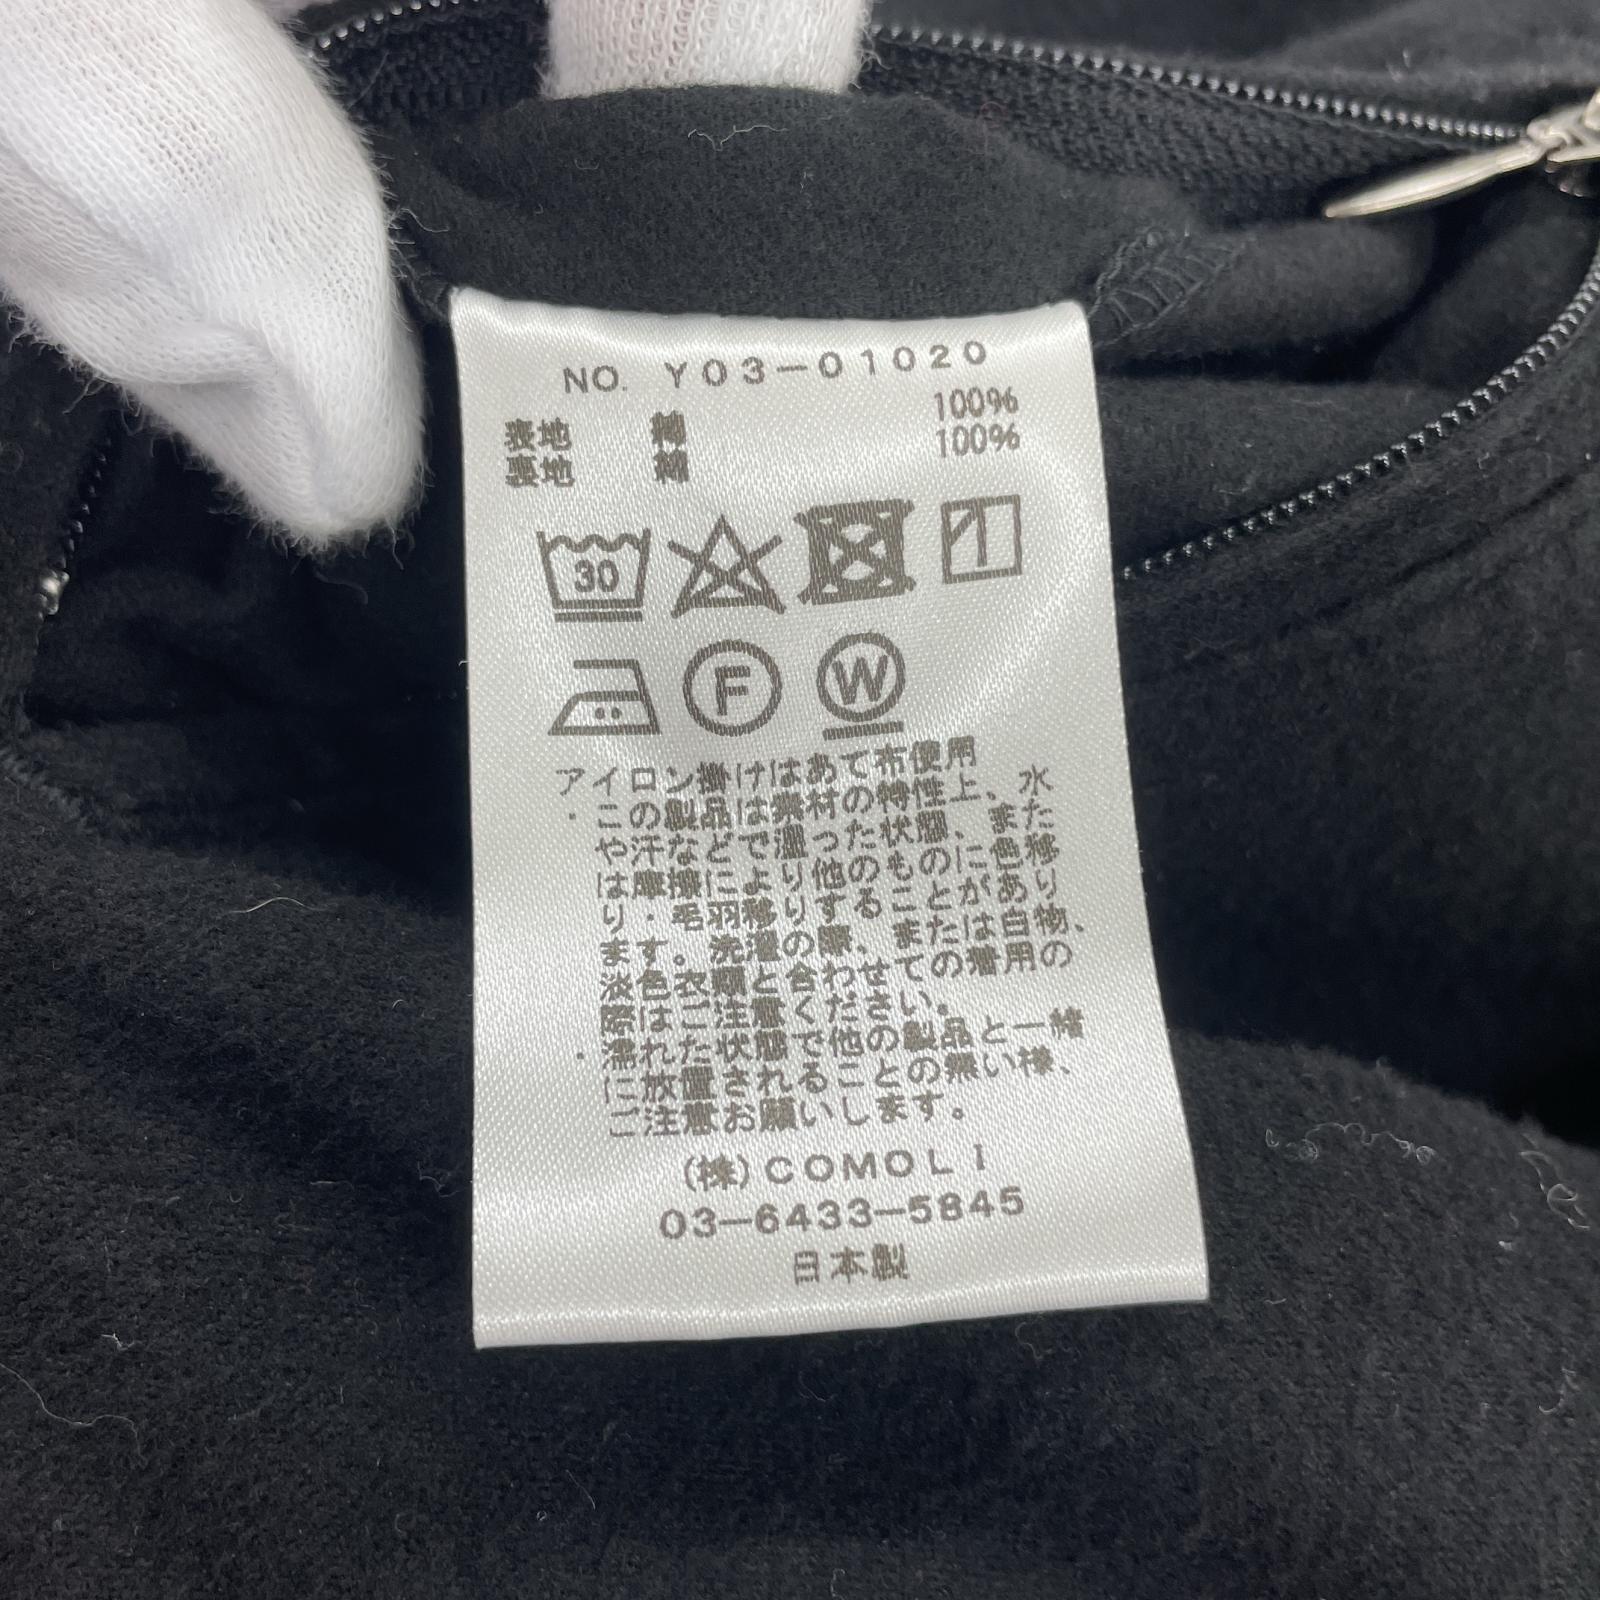 NO. Y03-01020
表地 綿 100%
裏地 綿 100%
30
F W
アイロン掛けはあて布使用
・この製品は素材の特性上、水
や汗などで湿った状態、また
は摩擦により他のものに色移
り・毛羽移りすることがあり
ます。洗濯の際、または白物、
淡色衣類と合わせての着用の
際はご注意ください。
・濡れた状態で他の製品と一緒
に放置されることの無い様、
ご注意お願いします。
(株)COMOLI
03-6433-5845
日本製